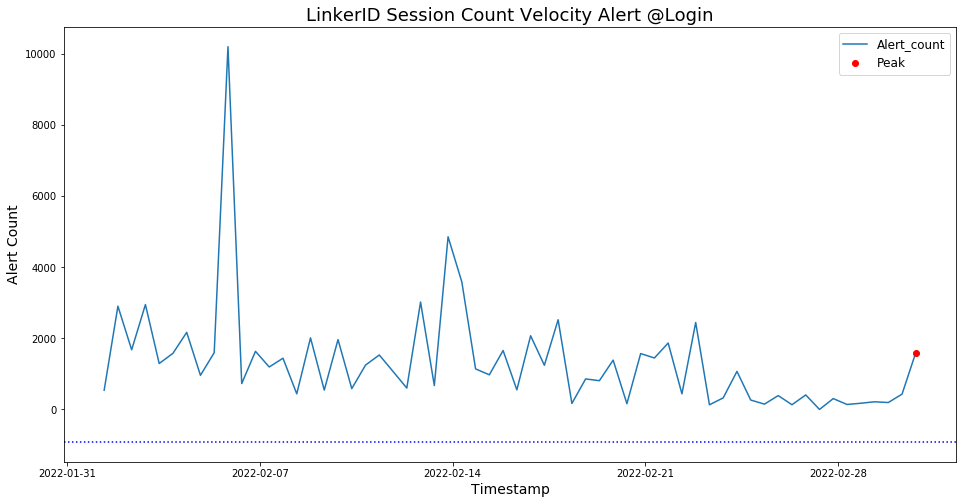 LinkerID Session Count Velocity Alert @Login
Alert_count
Peak
10000
8000
6000
4000
2000
0
Alert Count
2022-01-31
2022-02-07
2022-02-14
2022-02-21
2022-02-28
Timestamp